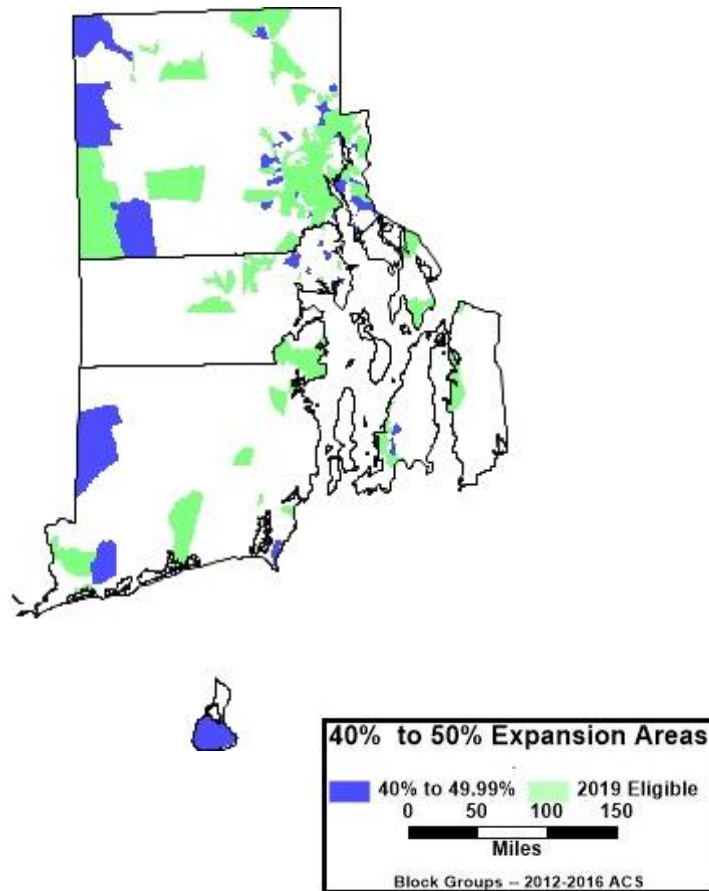 40% to 50% Expansion Areas
40% to 49.99% 2019 Eligible
0 50 100 150
Miles
Block Groups -- 2012-2016 ACS